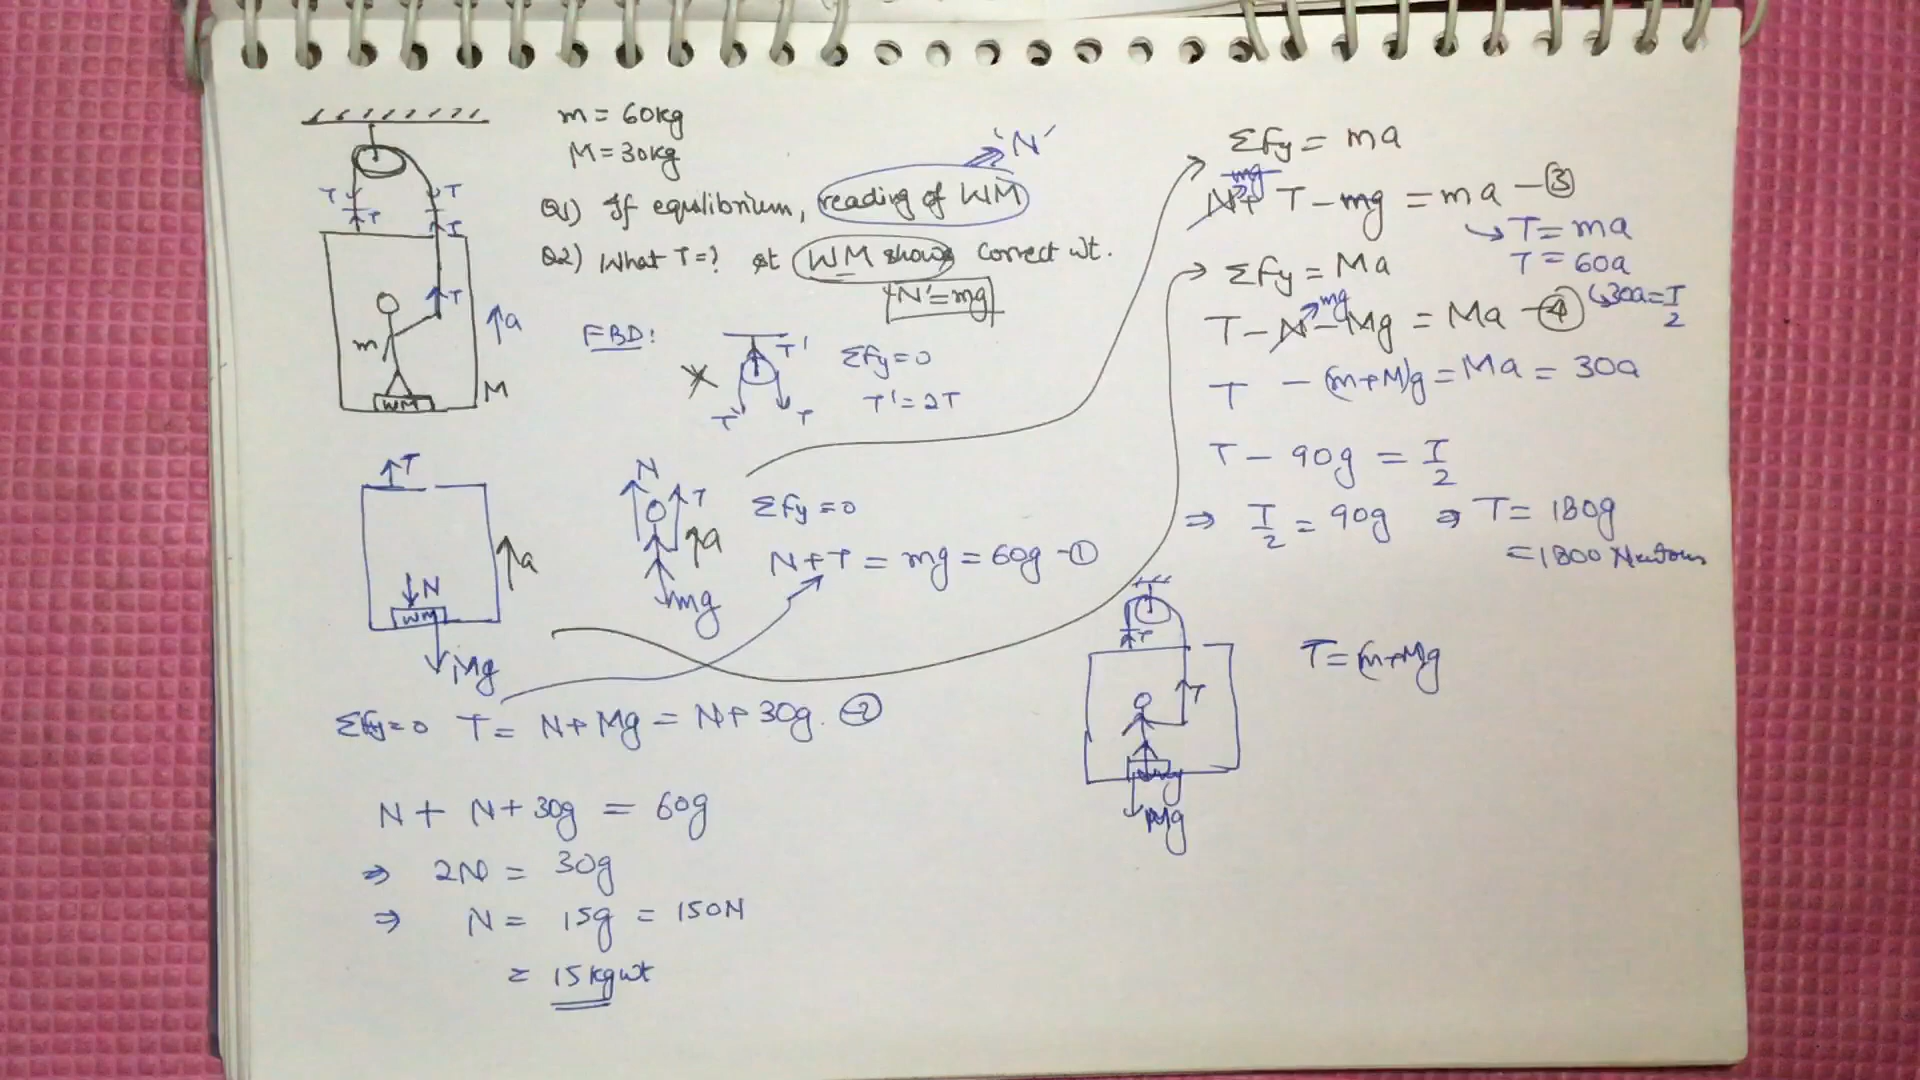 m = 60kg
M = 30kg
'N'
Q1) If equilibrium, reading of WM
Q2) What T=? st WM shows correct wt.
'N'=mg
T
T
T
T
T
↑a
m
WM
M
FBD:
T'
T
T
ΣFy=0
T'=2T
↑T
↑a
↓N
WM
Mg
N
T
↑a
mg
ΣFy=0
N+T = mg = 60g -①
ΣFy=0 T= N+Mg = N+30g. -②
N + N+30g = 60g
⇒ 2N = 30g
⇒ N = 15g = 150N
= 15kgwt
ΣFy = ma
mg
N+ T-mg = ma -③
↳ T=ma
T=60a
↳30a=T/2
ΣFy = Ma
mg
T-N-Mg = Ma -④
T -(m+M)g = Ma = 30a
T- 90g = T/2
⇒ T/2 = 90g ⇒ T= 180g
=1800 Newtons
T
T
mg
Mg
T=(m+M)g